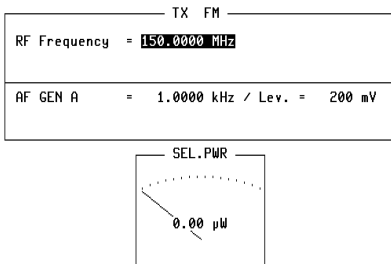 TX FM
RF Frequency = 150.0000 MHz
AF GEN A = 1.0000 kHz / Lev. = 200 mV
SEL.PWR
0.00 µW